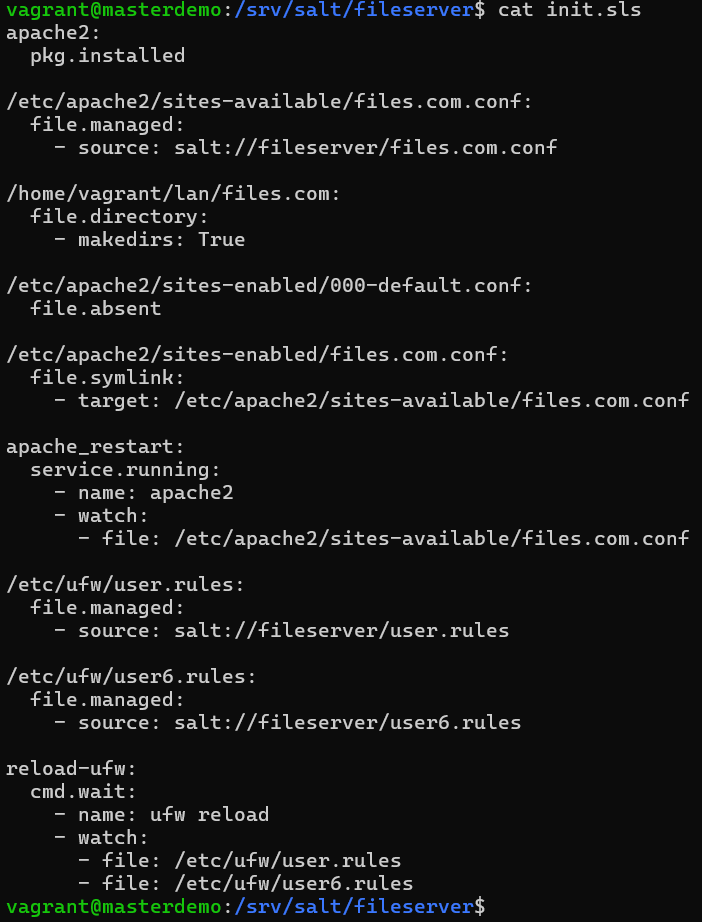 vagrant@masterdemo:/srv/salt/fileserver$ cat init.sls
apache2:
  pkg.installed

/etc/apache2/sites-available/files.com.conf:
  file.managed:
    - source: salt://fileserver/files.com.conf

/home/vagrant/lan/files.com:
  file.directory:
    - makedirs: True

/etc/apache2/sites-enabled/000-default.conf:
  file.absent

/etc/apache2/sites-enabled/files.com.conf:
  file.symlink:
    - target: /etc/apache2/sites-available/files.com.conf

apache_restart:
  service.running:
    - name: apache2
    - watch:
      - file: /etc/apache2/sites-available/files.com.conf

/etc/ufw/user.rules:
  file.managed:
    - source: salt://fileserver/user.rules

/etc/ufw/user6.rules:
  file.managed:
    - source: salt://fileserver/user6.rules

reload-ufw:
  cmd.wait:
    - name: ufw reload
    - watch:
      - file: /etc/ufw/user.rules
      - file: /etc/ufw/user6.rules
vagrant@masterdemo:/srv/salt/fileserver$